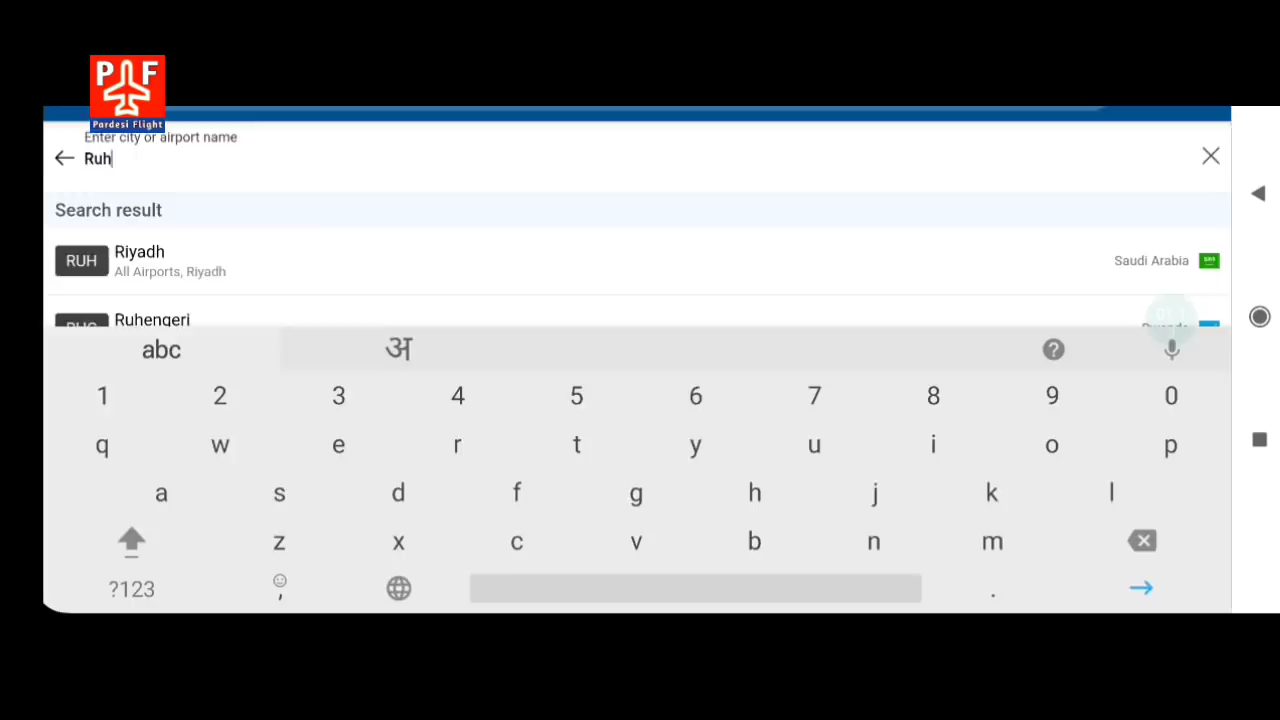 P F
Pardesi Flight
Enter city or airport name
Ruh
Search result
RUH
Riyadh
All Airports, Riyadh
Saudi Arabia
Ruhengeri
abc
अ
?
1 2 3 4 5 6 7 8 9 0
q w e r t y u i o p
a s d f g h j k l
z x c v b n m
?123 , .